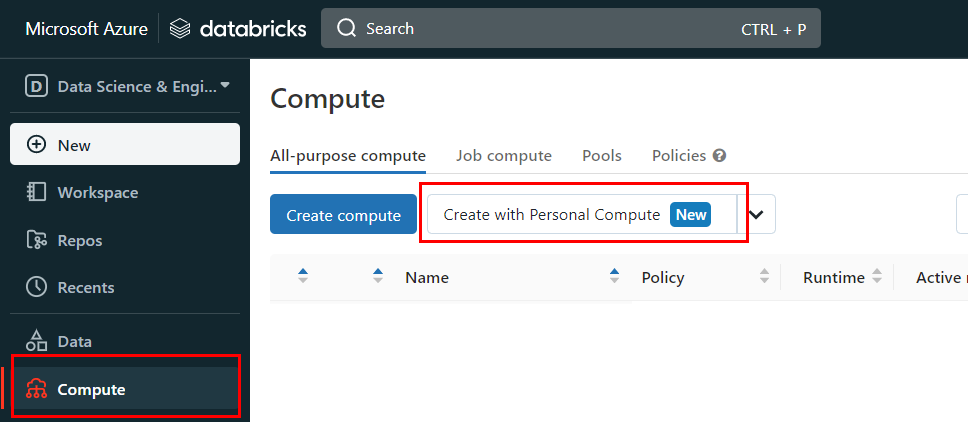 Microsoft Azure databricks Search CTRL + P
D Data Science & Engi...
New
Workspace
Repos
Recents
Data
Compute
Compute
All-purpose compute Job compute Pools Policies ?
Create compute Create with Personal Compute New
Name Policy Runtime Active